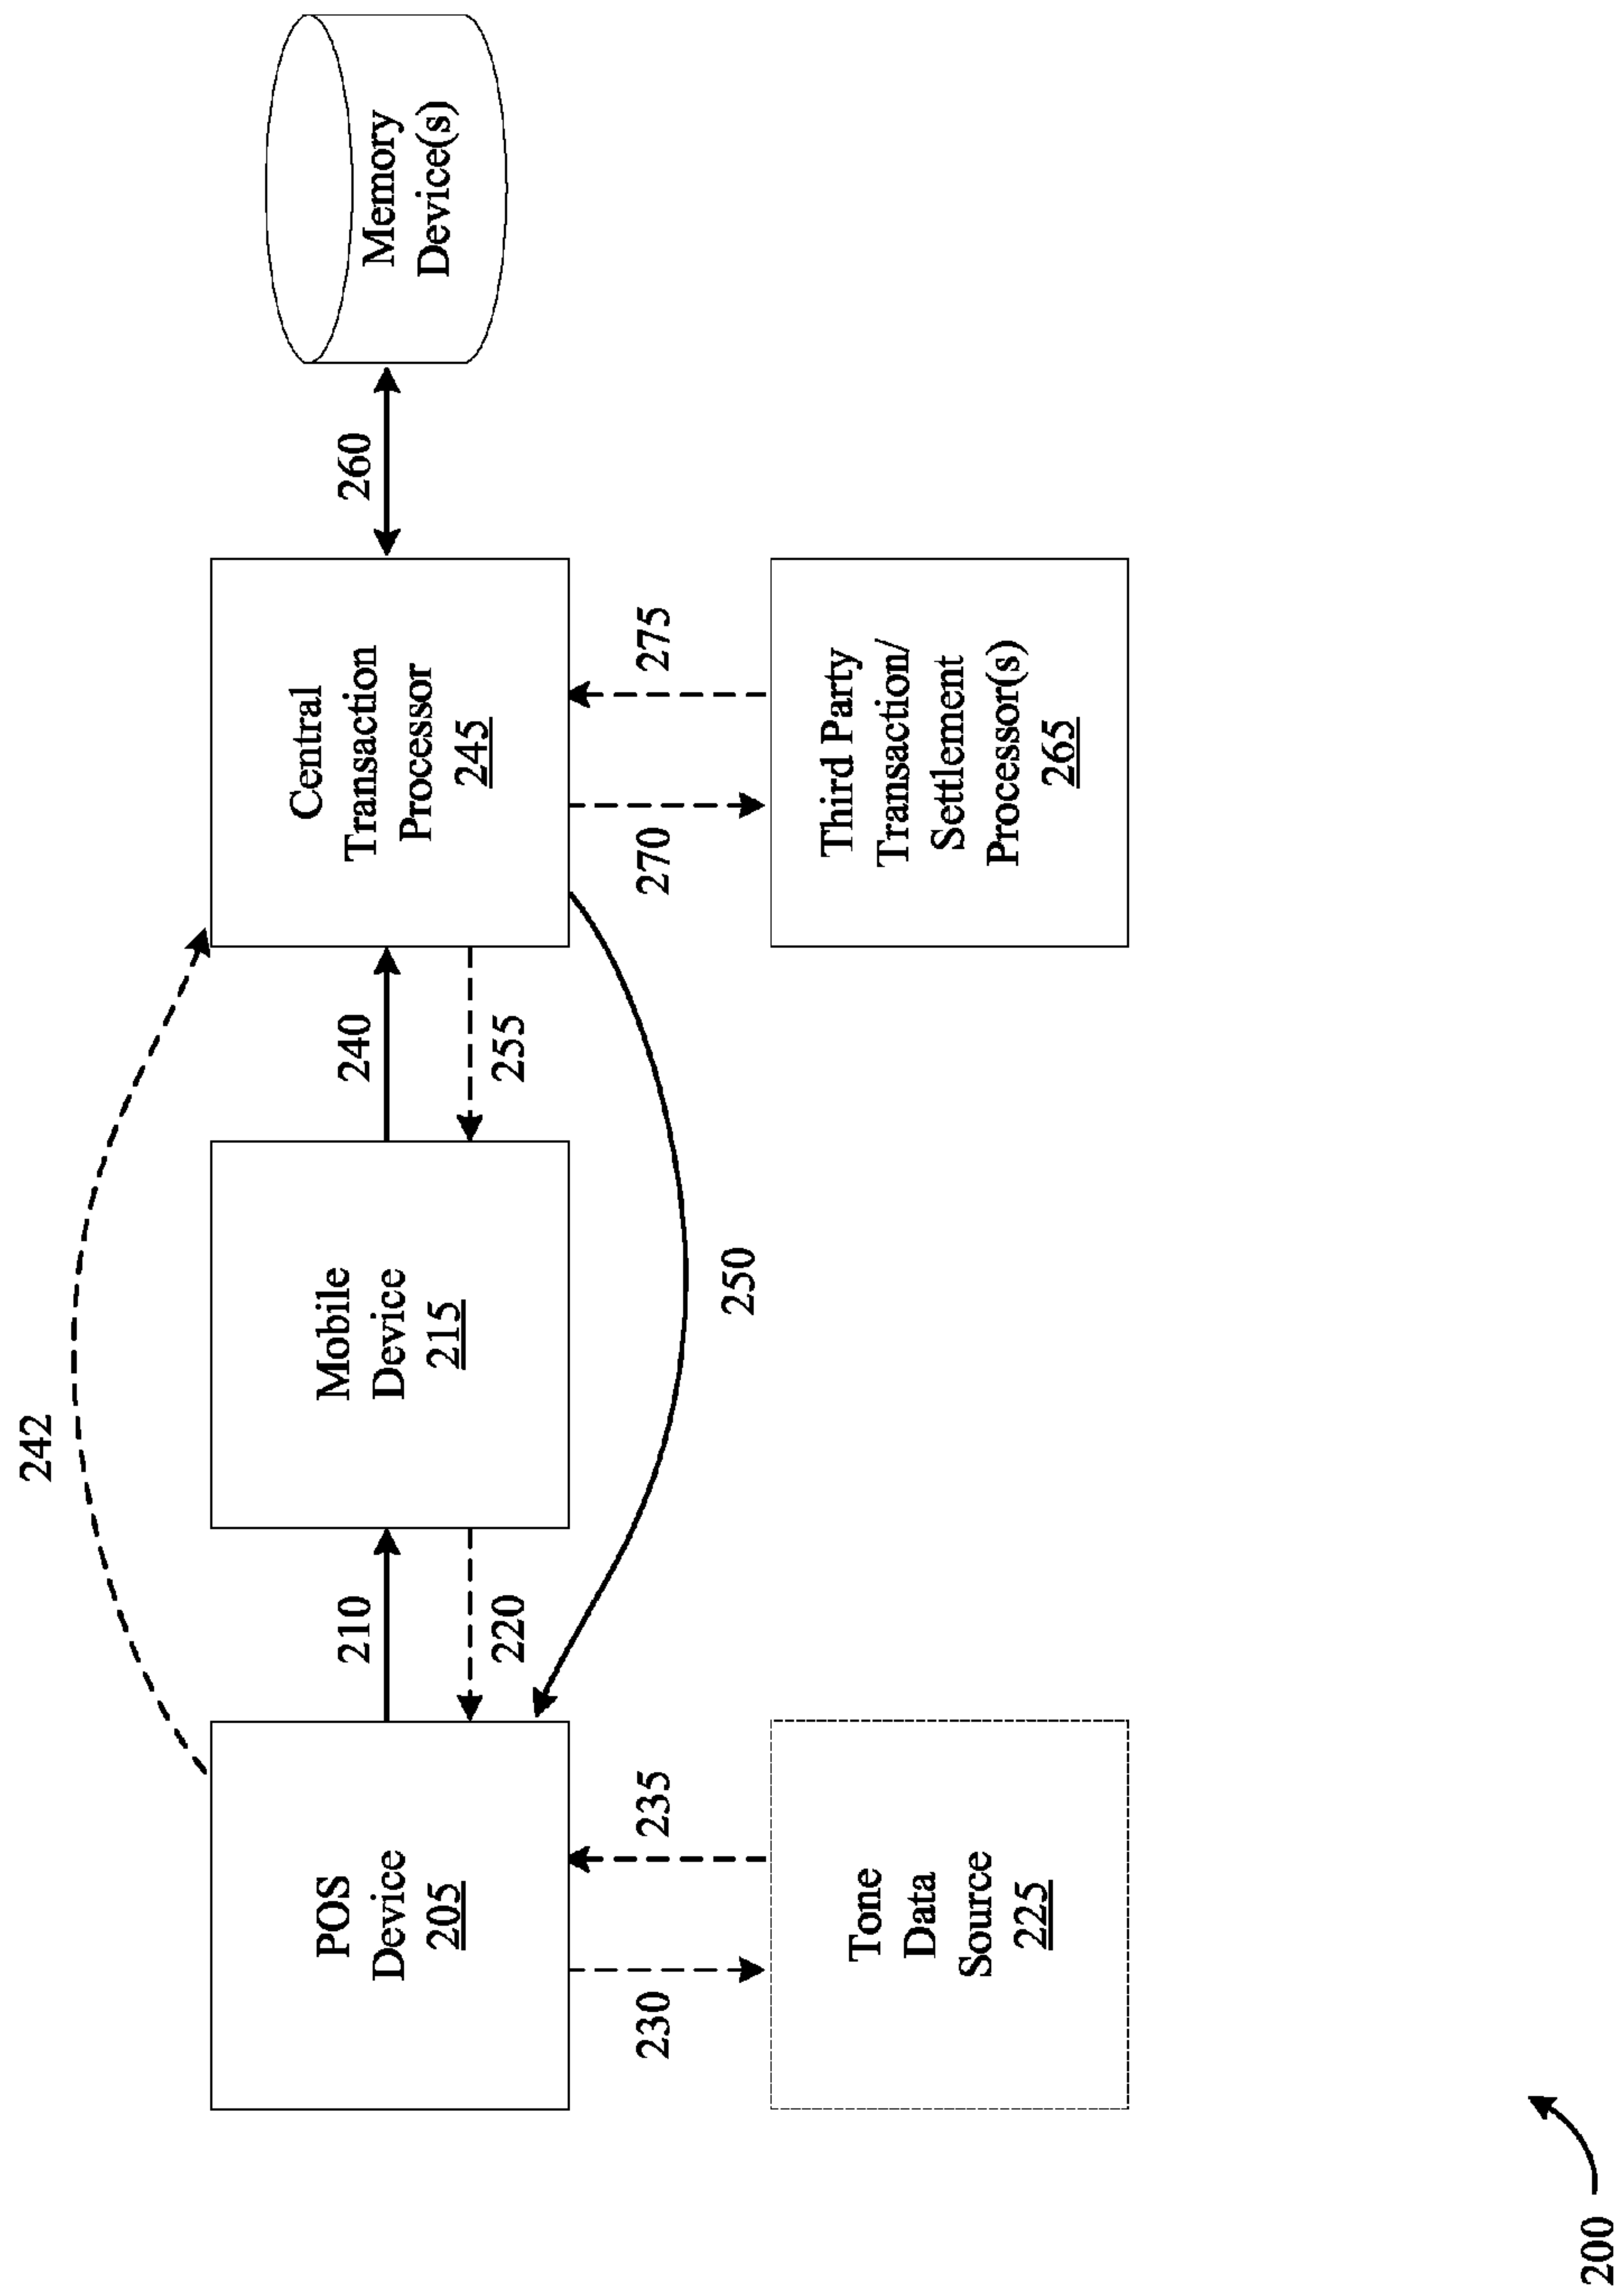 242
POS
Device
205
210
220
Mobile
Device
215
240
255
Central
Transaction
Processor
245
260
Memory
Device(s)
250
230
235
270
275
Tone
Data
Source
225
Third Party
Transaction/
Settlement
Processor(s)
265
200